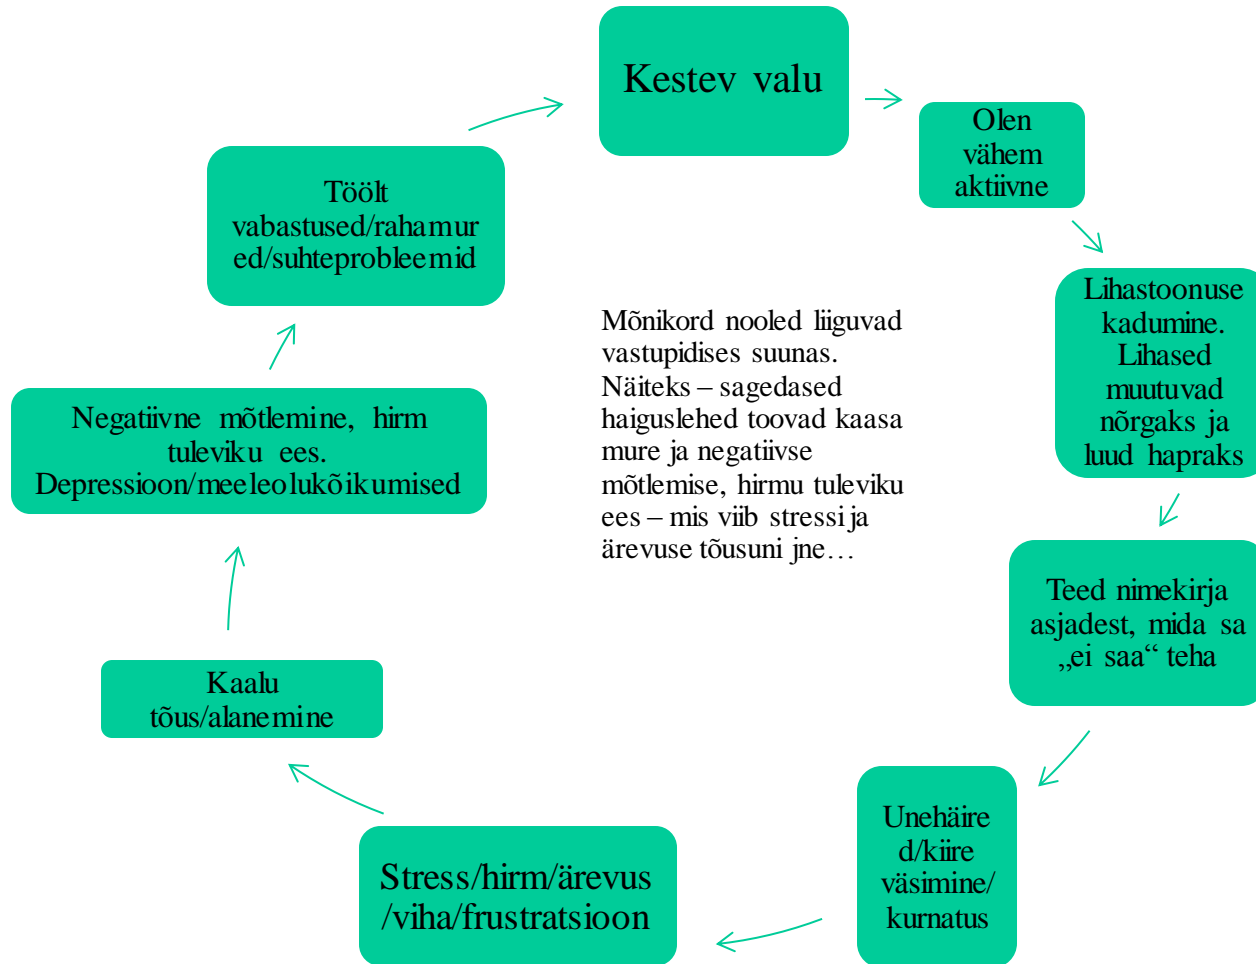 Kestev valu
Olen
vähem
aktiivne
Lihastoonuse
kadumine.
Lihased
muutuvad
nõrgaks ja
luud hapraks
Teed nimekirja
asjadest, mida sa
„ei saa“ teha
Unehäire
d/kiire
väsimine/
kurnatus
Stress/hirm/ärevus
/viha/frustratsioon
Kaalu
tõus/alanemine
Negatiivne mõtlemine, hirm
tuleviku ees.
Depressioon/meeleolukõikumised
Töölt
vabastused/rahamur
ed/suhteprobleemid
Mõnikord nooled liiguvad
vastupidises suunas.
Näiteks – sagedased
haiguslehed toovad kaasa
mure ja negatiivse
mõtlemise, hirmu tuleviku
ees – mis viib stressi ja
ärevuse tõusuni jne…